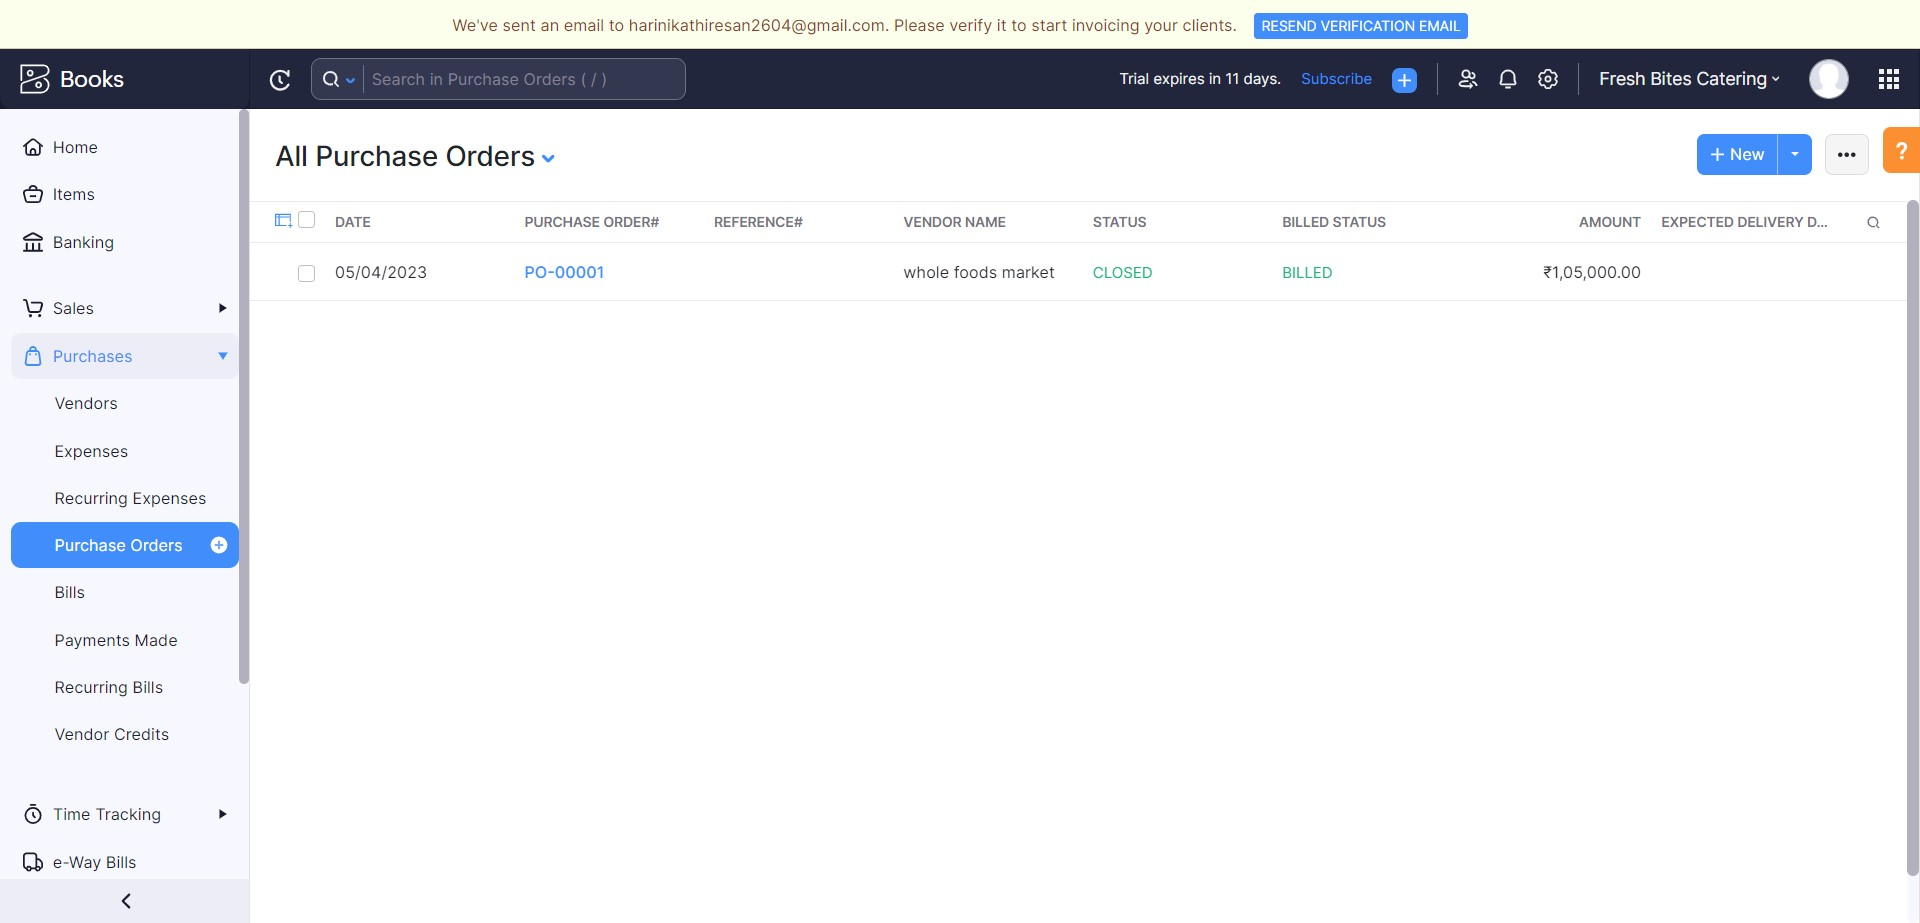 We've sent an email to harinikathiresan2604@gmail.com. Please verify it to start invoicing your clients. RESEND VERIFICATION EMAIL
Books
Search in Purchase Orders ( / )
Trial expires in 11 days. Subscribe
Fresh Bites Catering
Home
Items
Banking
Sales
Purchases
Vendors
Expenses
Recurring Expenses
Purchase Orders
Bills
Payments Made
Recurring Bills
Vendor Credits
Time Tracking
e-Way Bills
All Purchase Orders
+ New
?
DATE PURCHASE ORDER# REFERENCE# VENDOR NAME STATUS BILLED STATUS AMOUNT EXPECTED DELIVERY D...
05/04/2023 PO-00001 whole foods market CLOSED BILLED ₹1,05,000.00